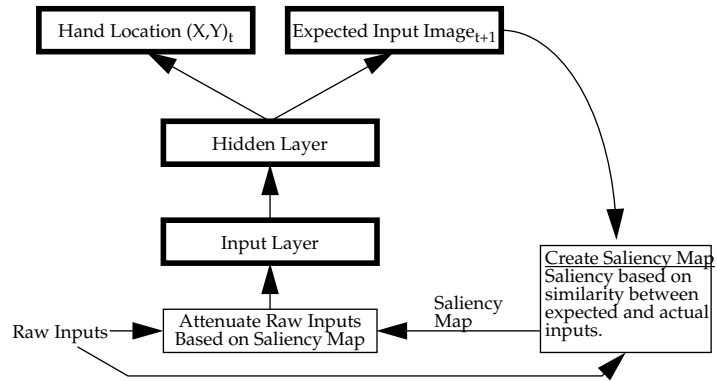 Hand Location (X,Y)t
Expected Input Imaget+1
Hidden Layer
Input Layer
Create Saliency Map
Saliency based on
similarity between
expected and actual
inputs.
Saliency
Map
Raw Inputs
Attenuate Raw Inputs
Based on Saliency Map